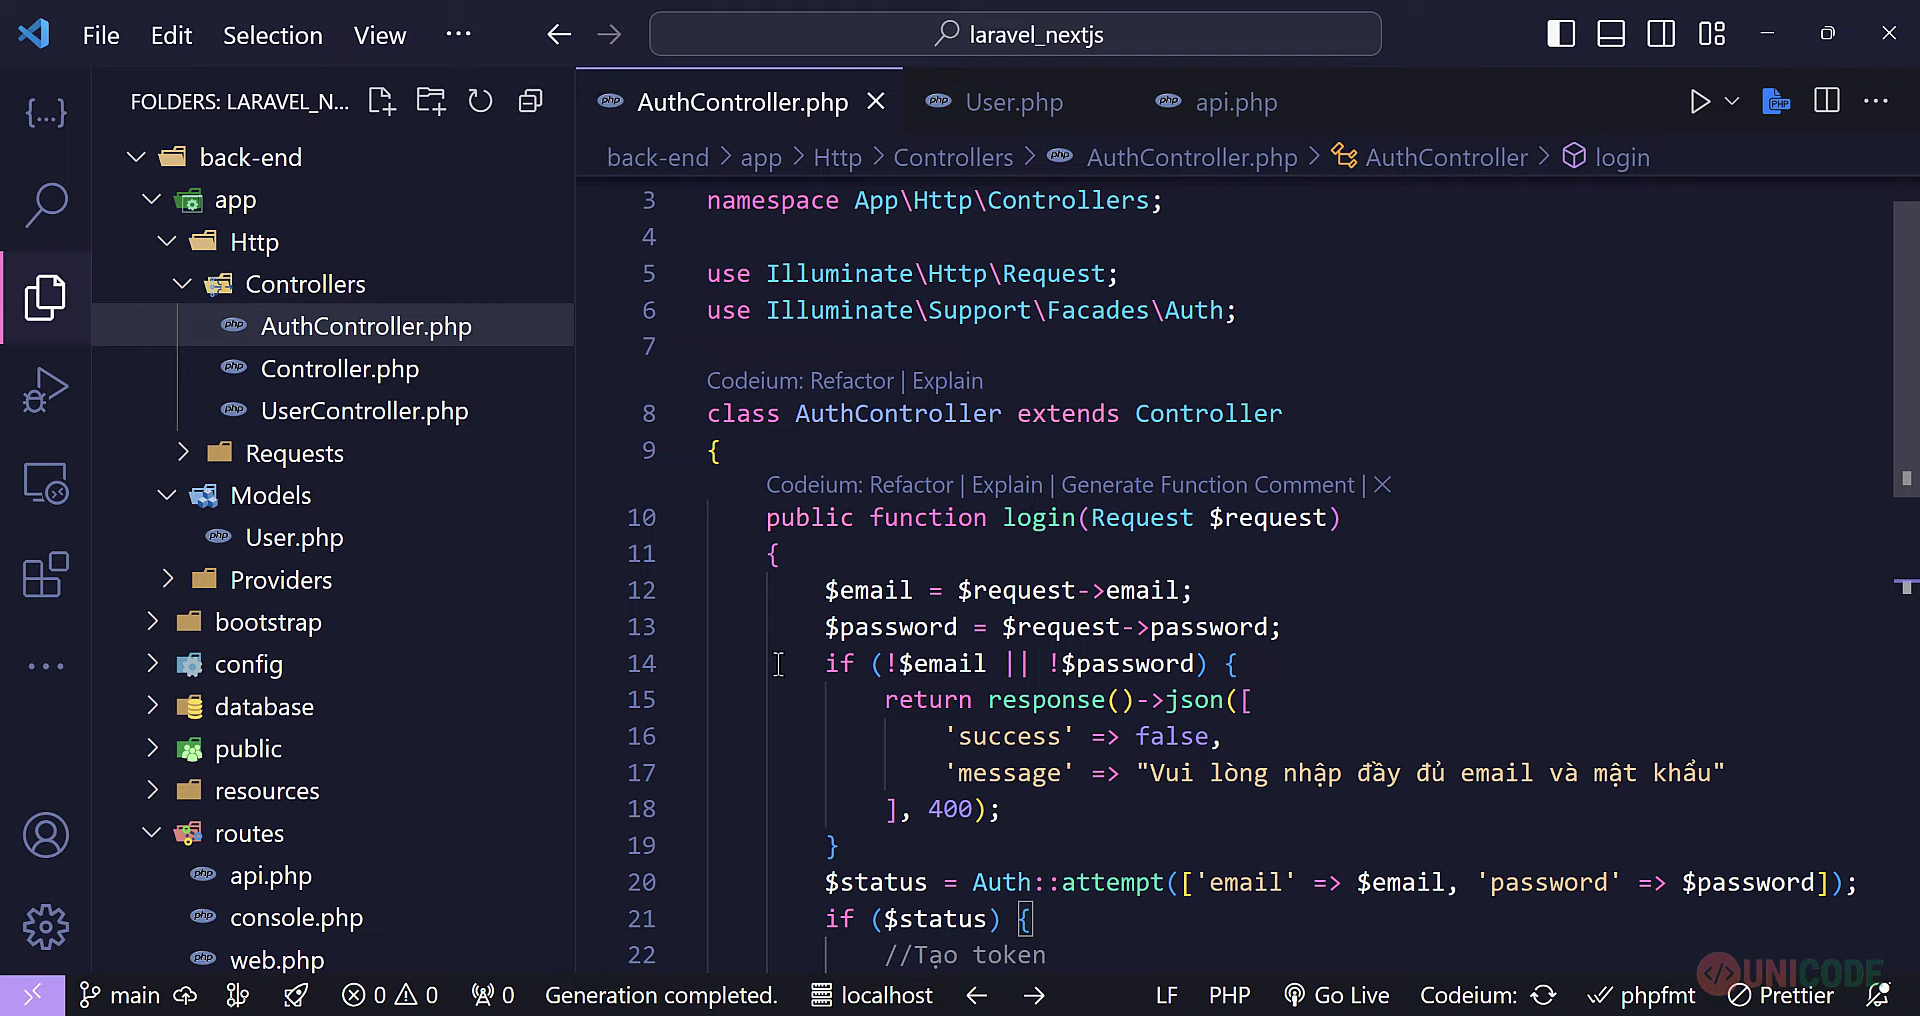 File Edit Selection View ...
laravel_nextjs
FOLDERS: LARAVEL_N...
AuthController.php
User.php
api.php
back-end > app > Http > Controllers > AuthController.php > AuthController > login
back-end
app
Http
Controllers
AuthController.php
Controller.php
UserController.php
Requests
Models
User.php
Providers
bootstrap
config
database
public
resources
routes
api.php
console.php
web.php
3 namespace App\Http\Controllers;
4
5 use Illuminate\Http\Request;
6 use Illuminate\Support\Facades\Auth;
7
Codeium: Refactor | Explain
8 class AuthController extends Controller
9 {
Codeium: Refactor | Explain | Generate Function Comment | ×
10 public function login(Request $request)
11 {
12 $email = $request->email;
13 $password = $request->password;
14 if (!$email || !$password) {
15 return response()->json([
16 'success' => false,
17 'message' => "Vui lòng nhập đầy đủ email và mật khẩu"
18 ], 400);
19 }
20 $status = Auth::attempt(['email' => $email, 'password' => $password]);
21 if ($status) {
22 //Tạo token
UNICODE
main 0 0 0 Generation completed. localhost LF PHP Go Live Codeium: phpfmt Prettier